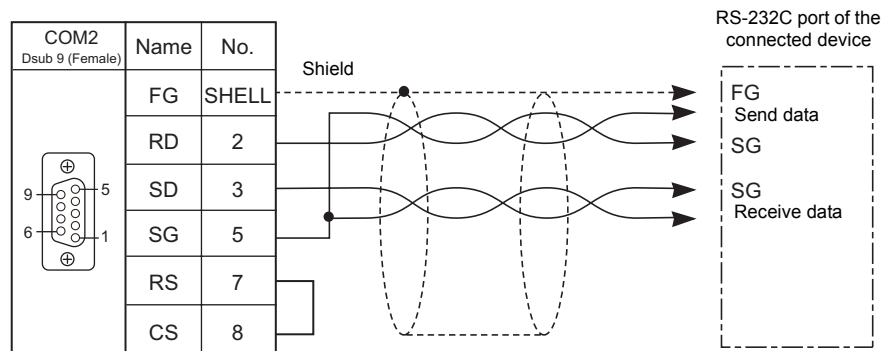 RS-232C port of the
connected device
COM2
Dsub 9 (Female)
Name
No.
Shield
FG
SHELL
FG
Send data
RD
2
SG
9
5
SD
3
SG
Receive data
6
1
SG
5
RS
7
CS
8